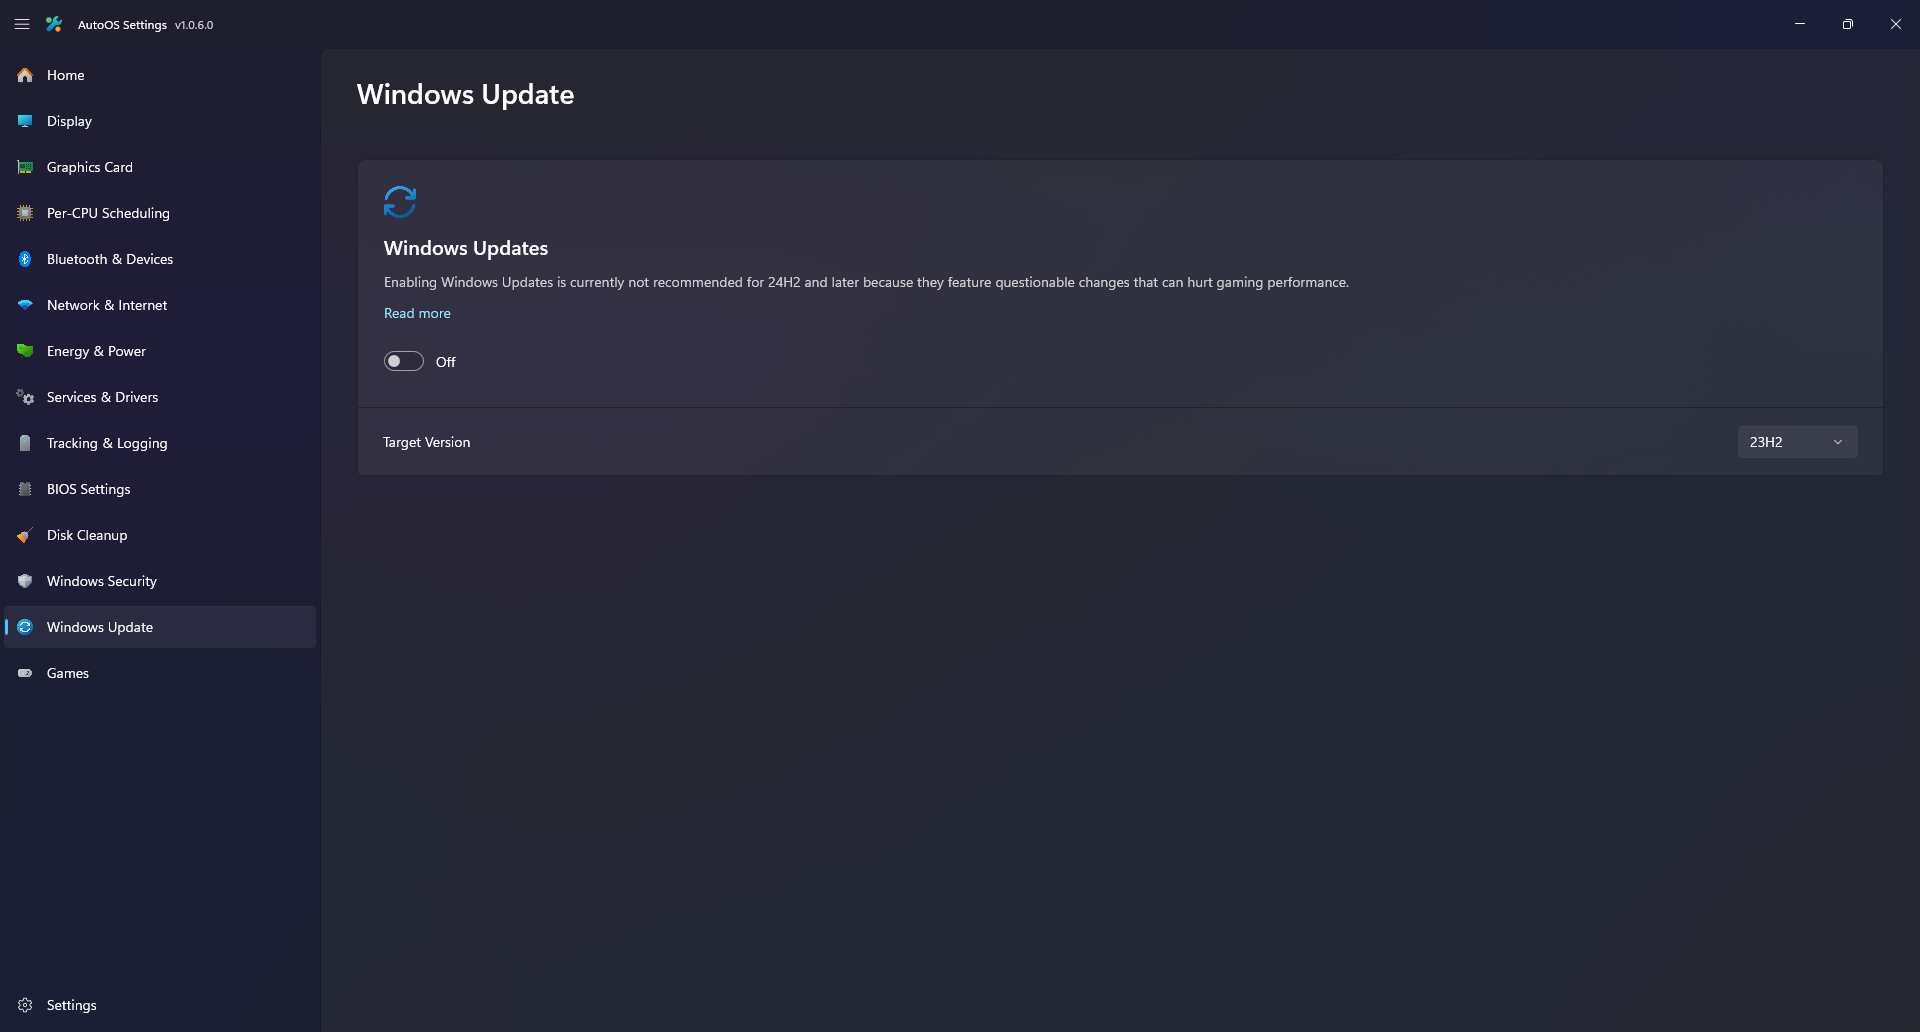 AutoOS Settings v1.0.6.0
Home
Display
Graphics Card
Per-CPU Scheduling
Bluetooth & Devices
Network & Internet
Energy & Power
Services & Drivers
Tracking & Logging
BIOS Settings
Disk Cleanup
Windows Security
Windows Update
Games
Settings
Windows Update
Windows Updates
Enabling Windows Updates is currently not recommended for 24H2 and later because they feature questionable changes that can hurt gaming performance.
Read more
Off
Target Version
23H2